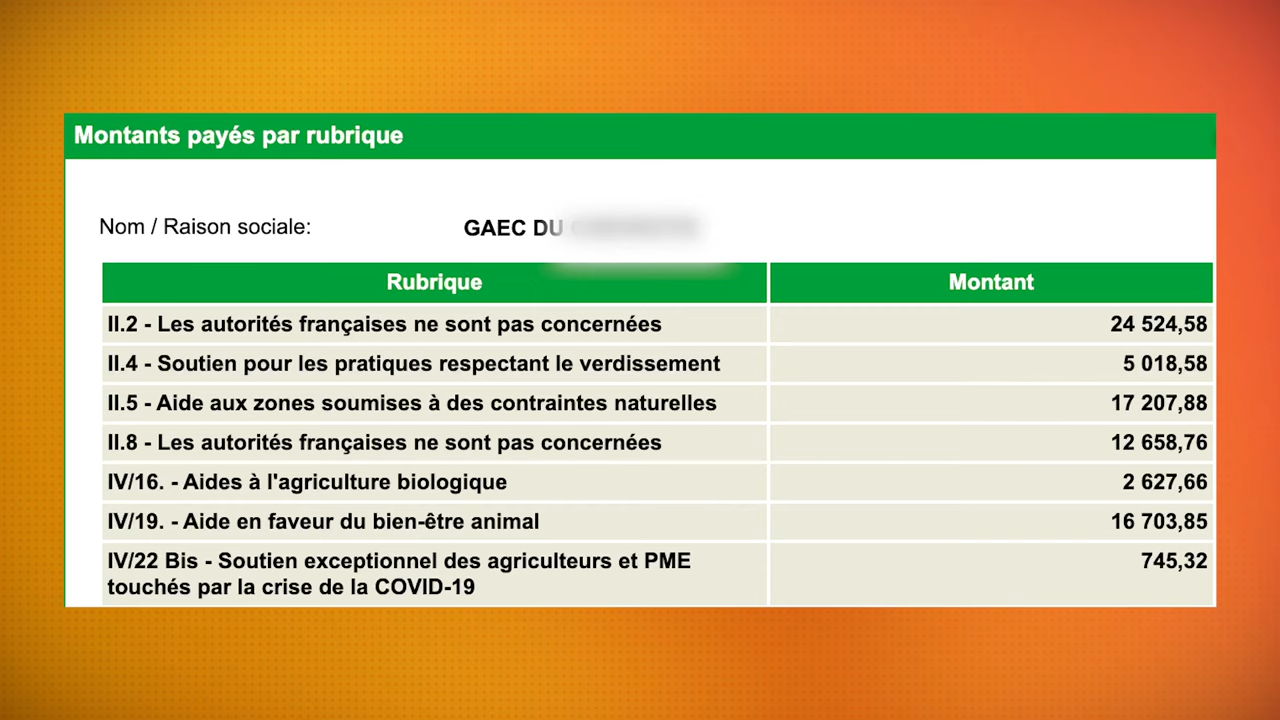 Montants payés par rubrique
Nom / Raison sociale: GAEC DU
Rubrique Montant
II.2 - Les autorités françaises ne sont pas concernées 24 524,58
II.4 - Soutien pour les pratiques respectant le verdissement 5 018,58
II.5 - Aide aux zones soumises à des contraintes naturelles 17 207,88
II.8 - Les autorités françaises ne sont pas concernées 12 658,76
IV/16. - Aides à l'agriculture biologique 2 627,66
IV/19. - Aide en faveur du bien-être animal 16 703,85
IV/22 Bis - Soutien exceptionnel des agriculteurs et PME 745,32
touchés par la crise de la COVID-19